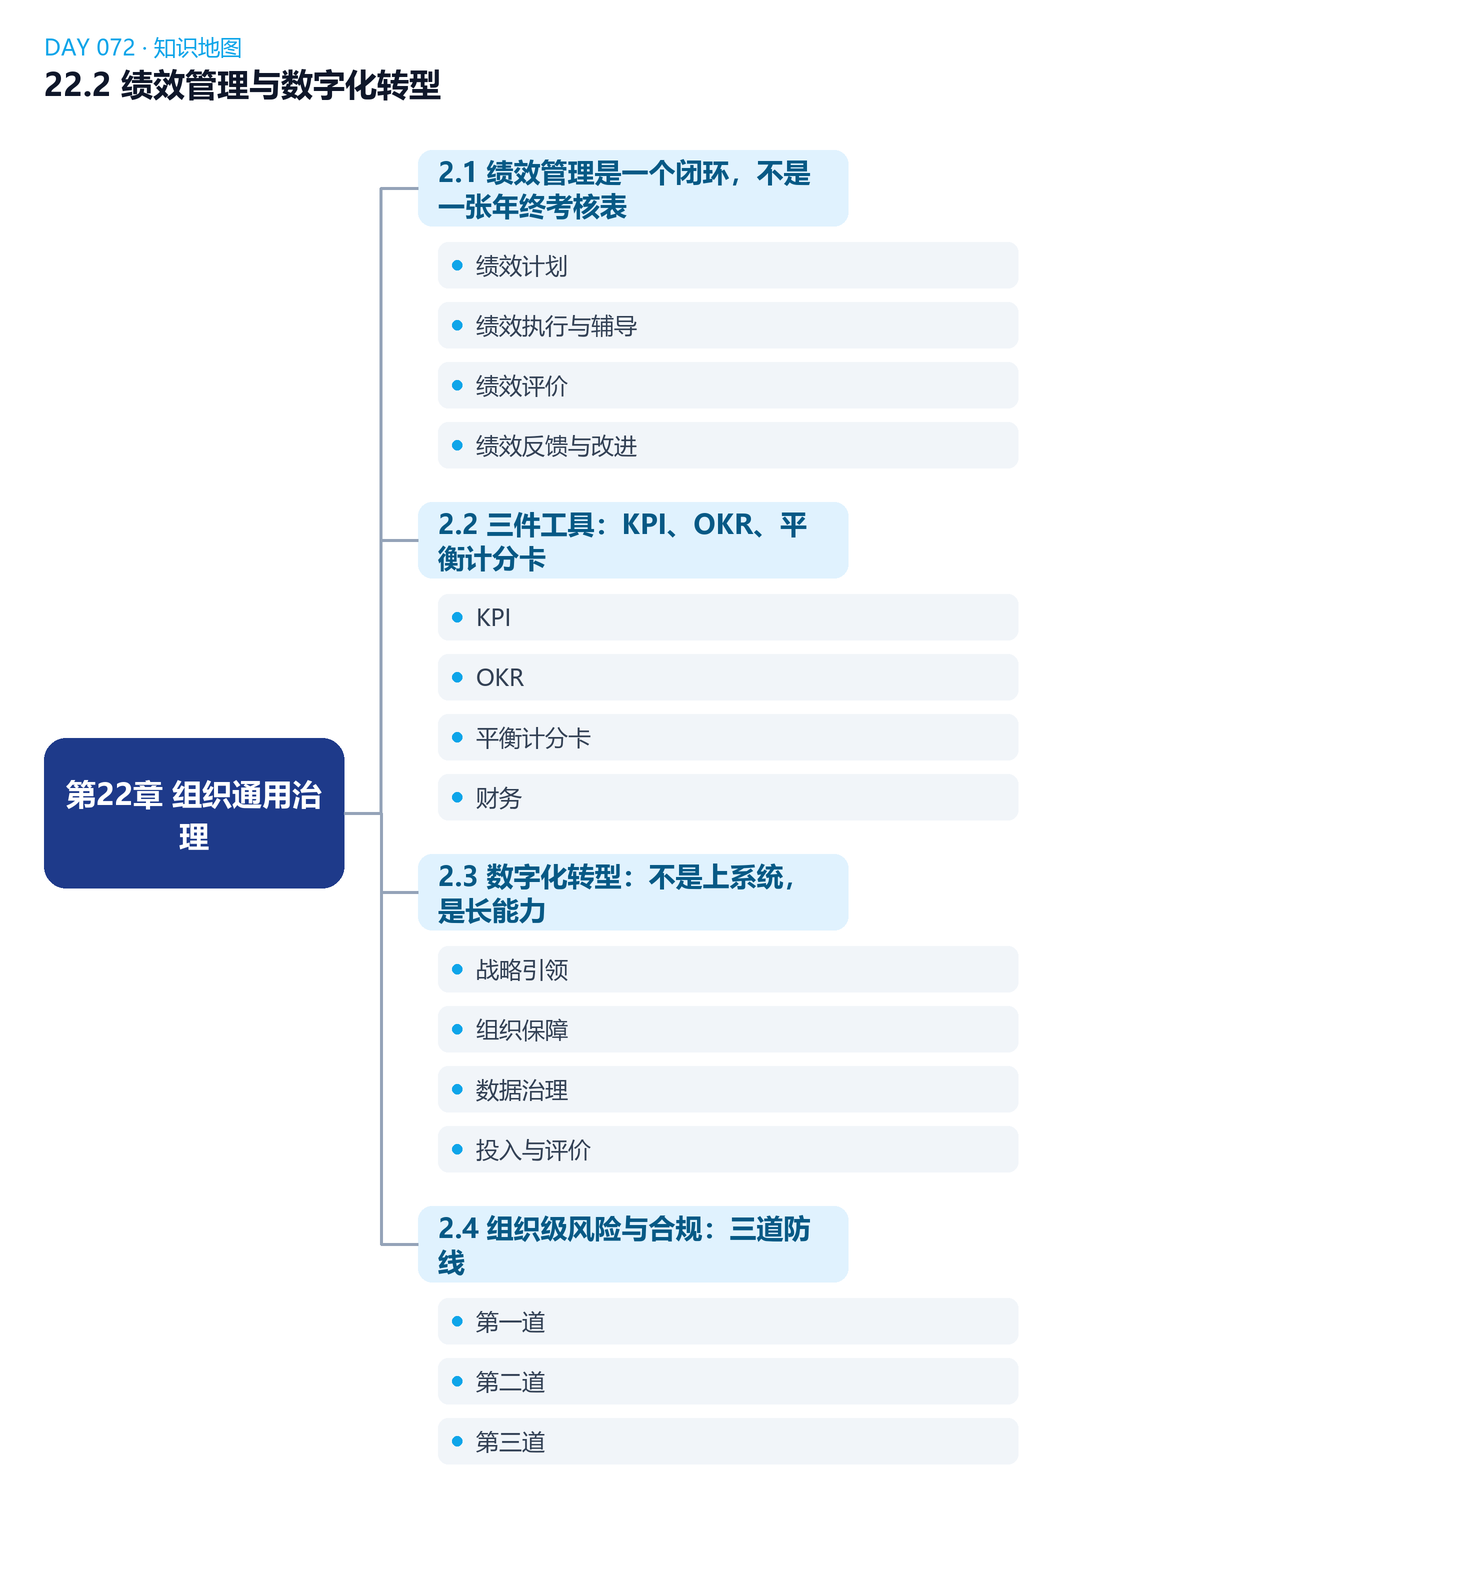 DAY 072 · 知识地图
22.2 绩效管理与数字化转型
第22章 组织通用治
理
2.1 绩效管理是一个闭环，不是
一张年终考核表
绩效计划
绩效执行与辅导
绩效评价
绩效反馈与改进
2.2 三件工具：KPI、OKR、平
衡计分卡
KPI
OKR
平衡计分卡
财务
2.3 数字化转型：不是上系统，
是长能力
战略引领
组织保障
数据治理
投入与评价
2.4 组织级风险与合规：三道防
线
第一道
第二道
第三道